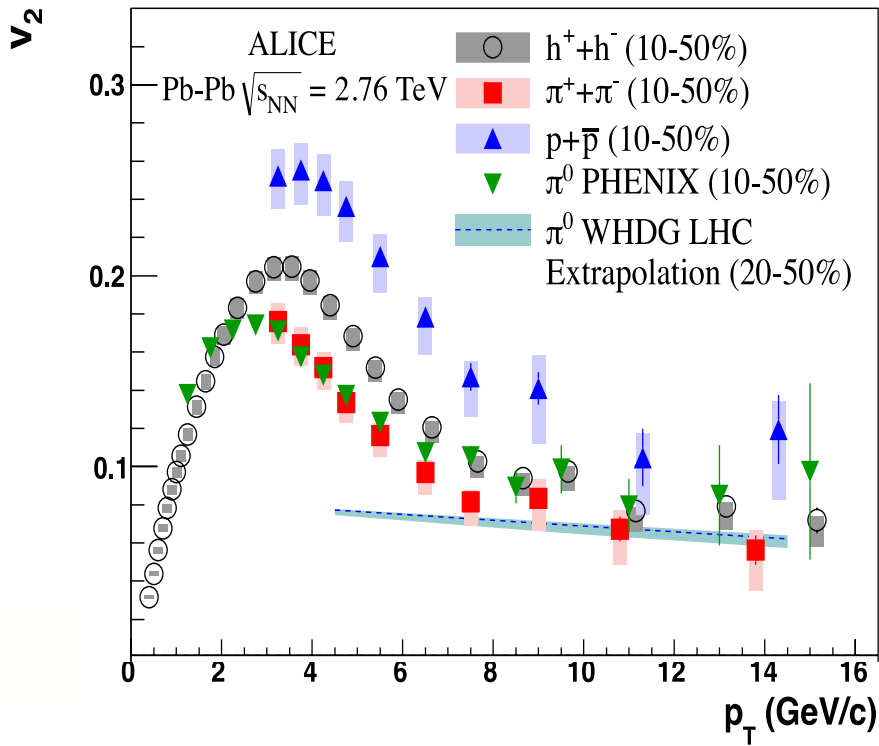 v2
ALICE
Pb-Pb √sNN = 2.76 TeV
h+ + h- (10-50%)
π+ + π- (10-50%)
p + p̅ (10-50%)
π0 PHENIX (10-50%)
π0 WHDG LHC
Extrapolation (20-50%)
0.3
0.2
0.1
0 2 4 6 8 10 12 14 16
pT (GeV/c)